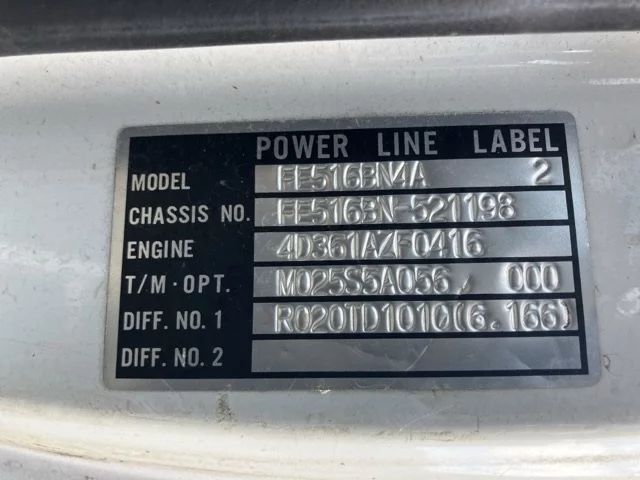 POWER LINE LABEL
MODEL FE516BN4A 2
CHASSIS NO. FE516BN-521198
ENGINE 4D361AZF0416
T/M·OPT. M025S5A056, 000
DIFF. NO. 1 R020TD1010(6.166)
DIFF. NO. 2